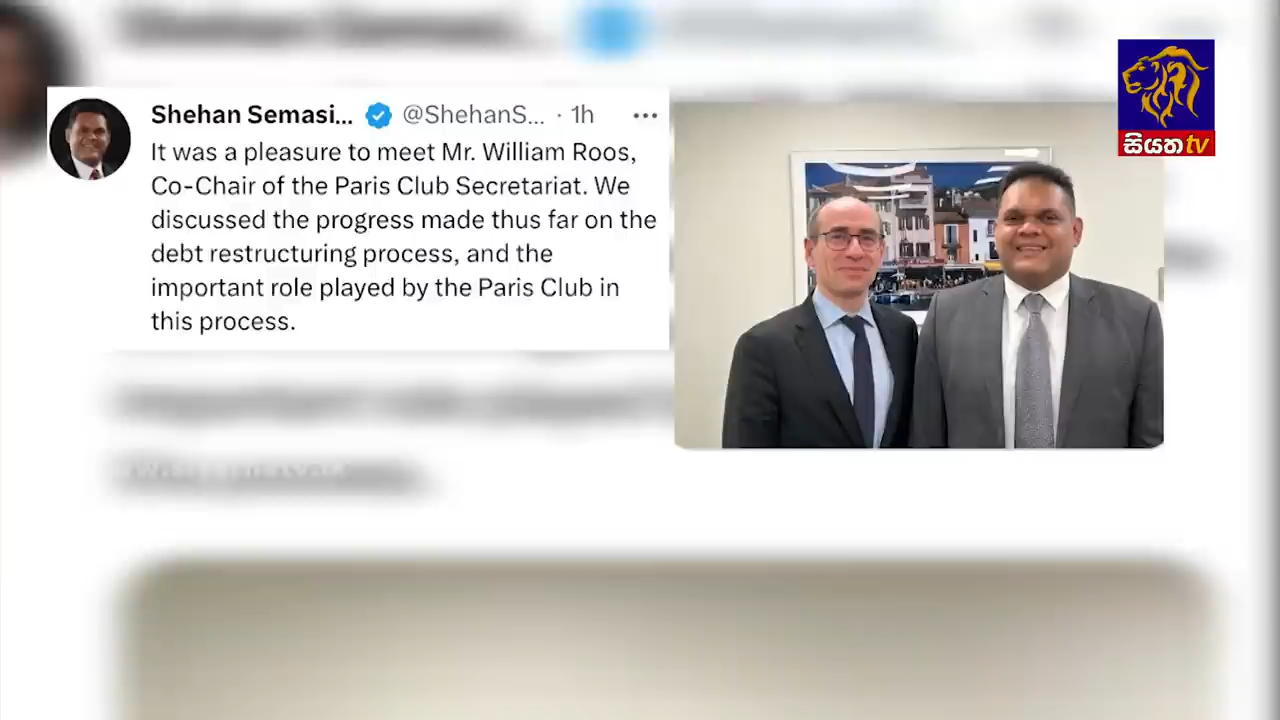 Shehan Semasi... @ShehanS... · 1h ...
It was a pleasure to meet Mr. William Roos,
Co-Chair of the Paris Club Secretariat. We
discussed the progress made thus far on the
debt restructuring process, and the
important role played by the Paris Club in
this process.
සියත tv